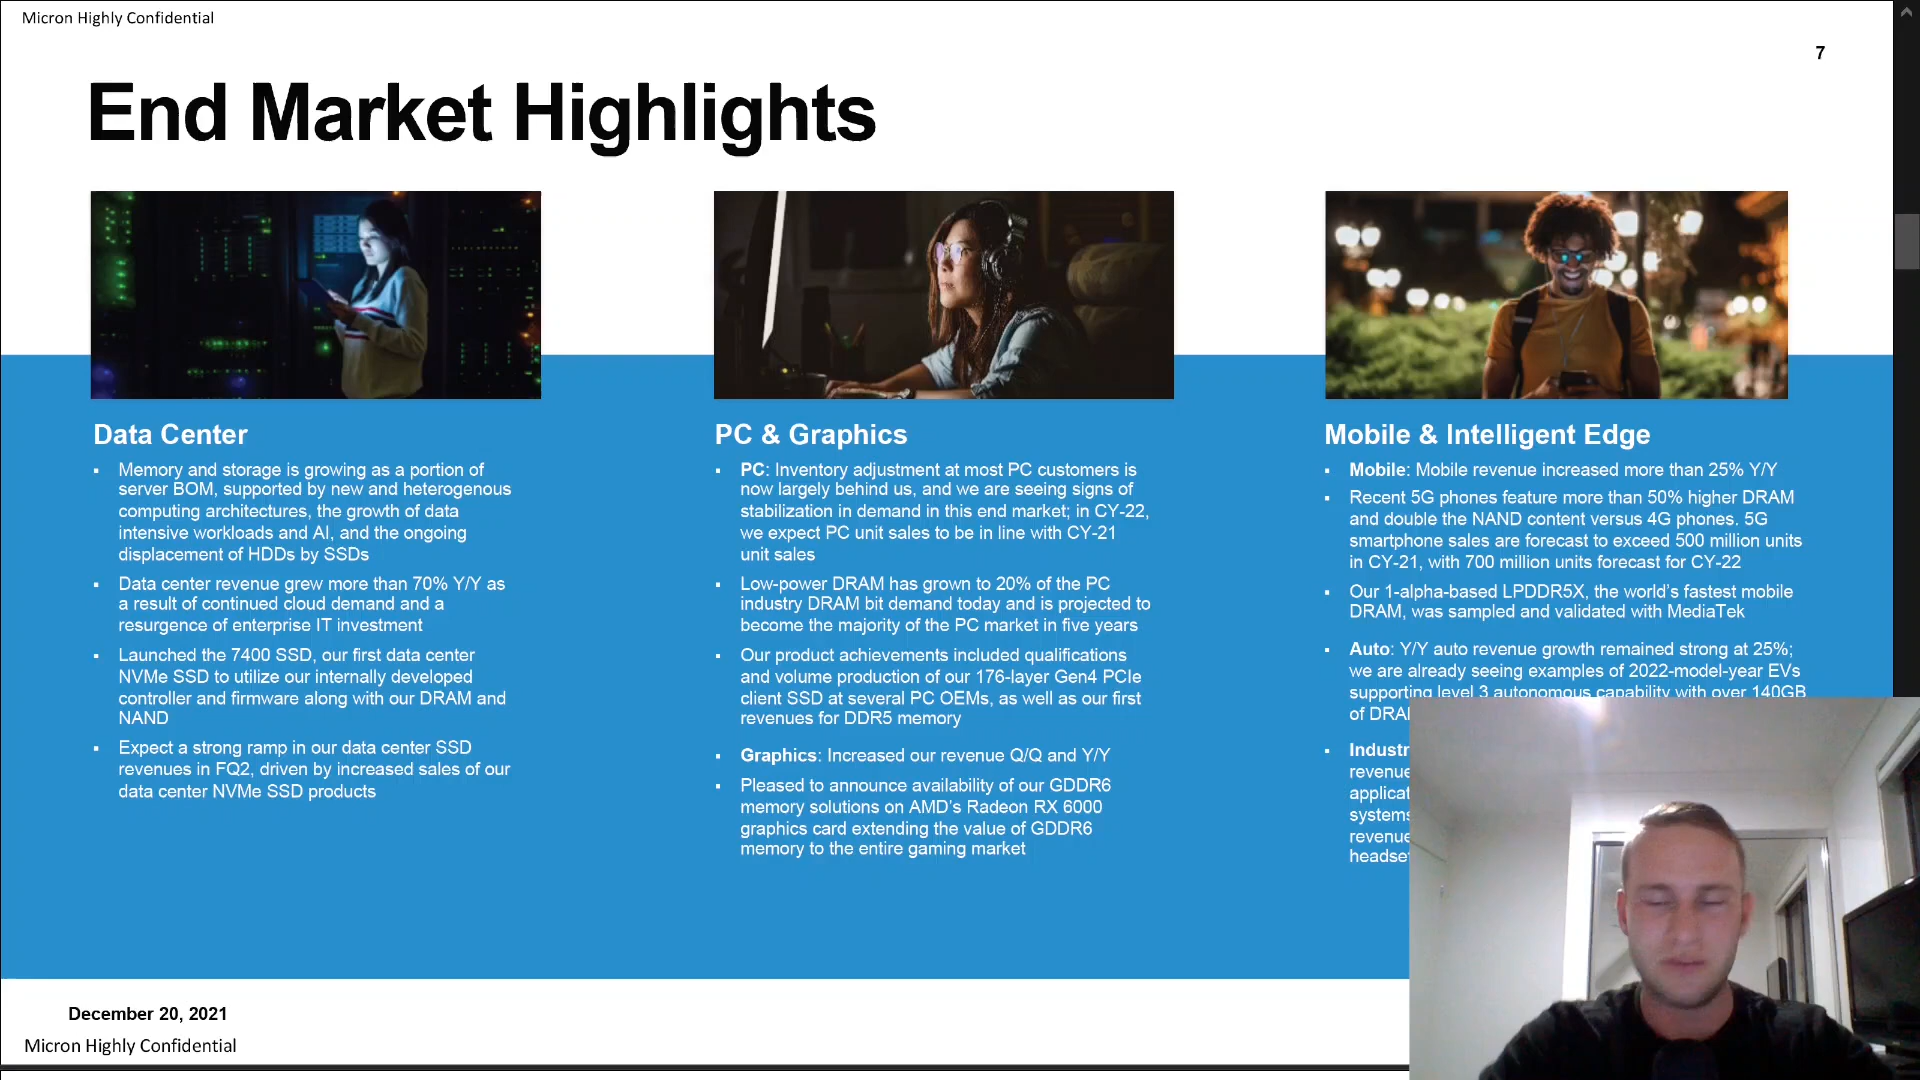 Micron Highly Confidential
7
End Market Highlights
Data Center
▪ Memory and storage is growing as a portion of
server BOM, supported by new and heterogenous
computing architectures, the growth of data
intensive workloads and AI, and the ongoing
displacement of HDDs by SSDs
▪ Data center revenue grew more than 70% Y/Y as
a result of continued cloud demand and a
resurgence of enterprise IT investment
▪ Launched the 7400 SSD, our first data center
NVMe SSD to utilize our internally developed
controller and firmware along with our DRAM and
NAND
▪ Expect a strong ramp in our data center SSD
revenues in FQ2, driven by increased sales of our
data center NVMe SSD products
PC & Graphics
▪ PC: Inventory adjustment at most PC customers is
now largely behind us, and we are seeing signs of
stabilization in demand in this end market; in CY-22,
we expect PC unit sales to be in line with CY-21
unit sales
▪ Low-power DRAM has grown to 20% of the PC
industry DRAM bit demand today and is projected to
become the majority of the PC market in five years
▪ Our product achievements included qualifications
and volume production of our 176-layer Gen4 PCIe
client SSD at several PC OEMs, as well as our first
revenues for DDR5 memory
▪ Graphics: Increased our revenue Q/Q and Y/Y
▪ Pleased to announce availability of our GDDR6
memory solutions on AMD’s Radeon RX 6000
graphics card extending the value of GDDR6
memory to the entire gaming market
Mobile & Intelligent Edge
▪ Mobile: Mobile revenue increased more than 25% Y/Y
▪ Recent 5G phones feature more than 50% higher DRAM
and double the NAND content versus 4G phones. 5G
smartphone sales are forecast to exceed 500 million units
in CY-21, with 700 million units forecast for CY-22
▪ Our 1-alpha-based LPDDR5X, the world’s fastest mobile
DRAM, was sampled and validated with MediaTek
▪ Auto: Y/Y auto revenue growth remained strong at 25%;
we are already seeing examples of 2022-model-year EVs
supporting level 3 autonomous capability with over 140GB
of DRA
▪ Industr
revenue
applicat
systems
revenue
headset
December 20, 2021
Micron Highly Confidential